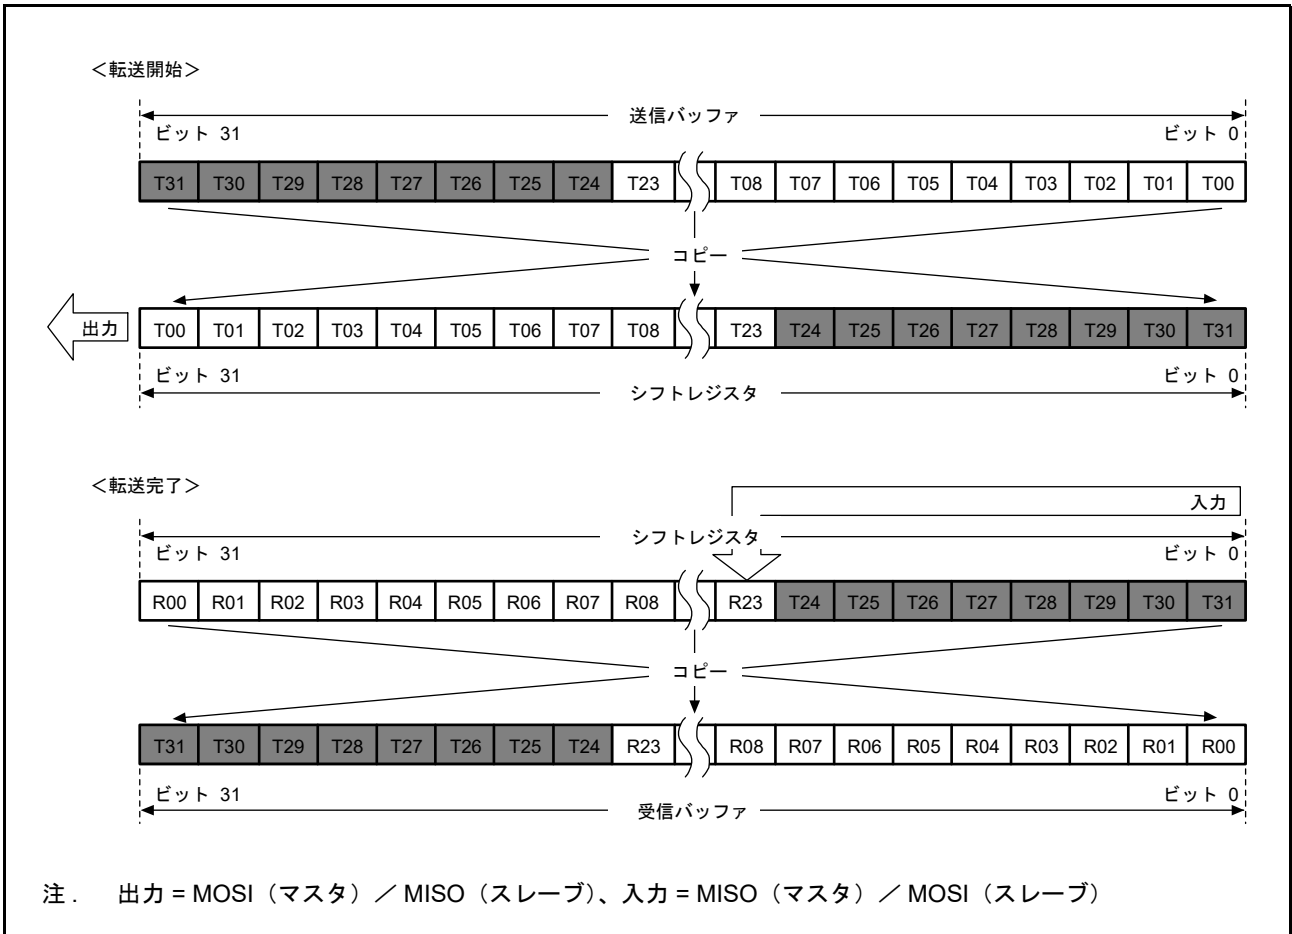 <転送開始>
送信バッファ
ビット 31 ビット 0
T31 T30 T29 T28 T27 T26 T25 T24 T23 T08 T07 T06 T05 T04 T03 T02 T01 T00
コピー
出力 T00 T01 T02 T03 T04 T05 T06 T07 T08 T23 T24 T25 T26 T27 T28 T29 T30 T31
ビット 31 ビット 0
シフトレジスタ
<転送完了>
入力
シフトレジスタ
ビット 31 ビット 0
R00 R01 R02 R03 R04 R05 R06 R07 R08 R23 T24 T25 T26 T27 T28 T29 T30 T31
コピー
T31 T30 T29 T28 T27 T26 T25 T24 R23 R08 R07 R06 R05 R04 R03 R02 R01 R00
ビット 31 ビット 0
受信バッファ
注. 出力 = MOSI（マスタ）／ MISO（スレーブ）、入力 = MISO（マスタ）／ MOSI（スレーブ）